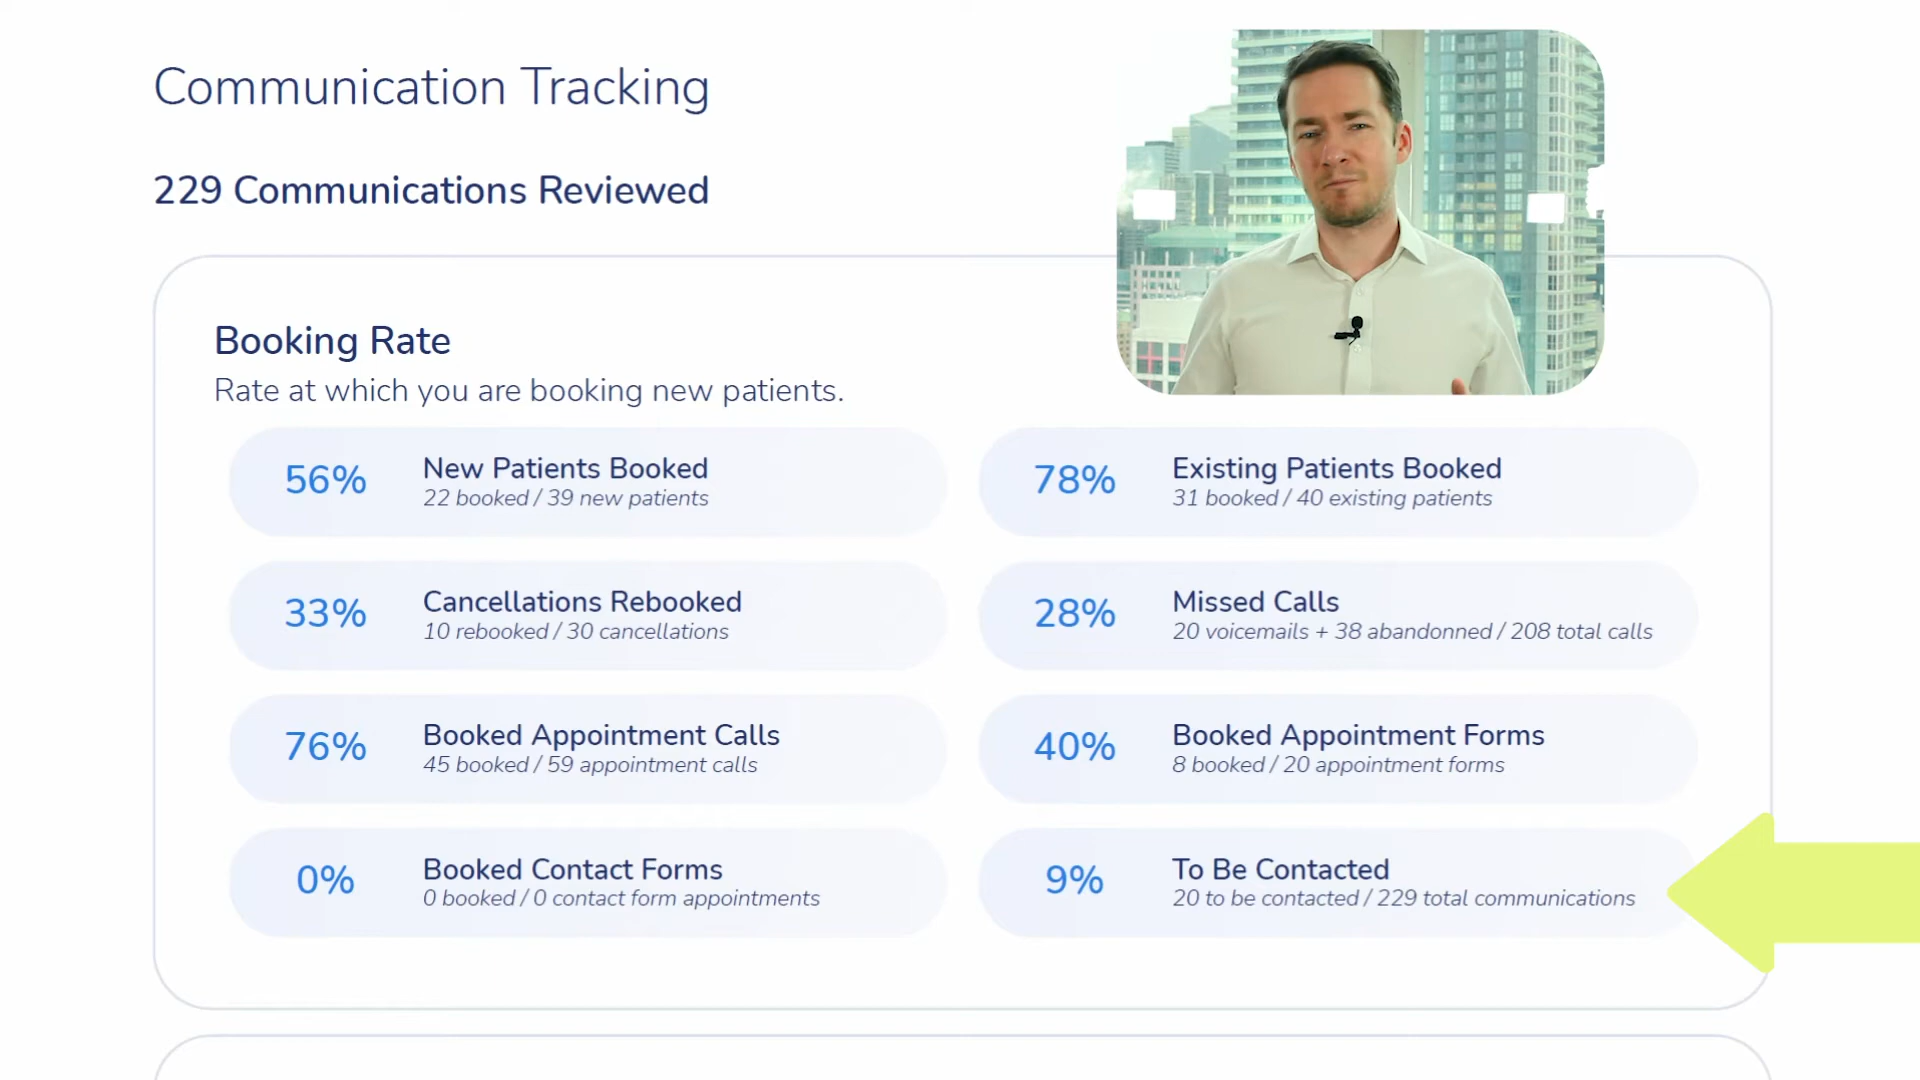 Communication Tracking
229 Communications Reviewed
Booking Rate
Rate at which you are booking new patients.
56%
New Patients Booked
22 booked / 39 new patients
78%
Existing Patients Booked
31 booked / 40 existing patients
33%
Cancellations Rebooked
10 rebooked / 30 cancellations
28%
Missed Calls
20 voicemails + 38 abandonned / 208 total calls
76%
Booked Appointment Calls
45 booked / 59 appointment calls
40%
Booked Appointment Forms
8 booked / 20 appointment forms
0%
Booked Contact Forms
0 booked / 0 contact form appointments
9%
To Be Contacted
20 to be contacted / 229 total communications